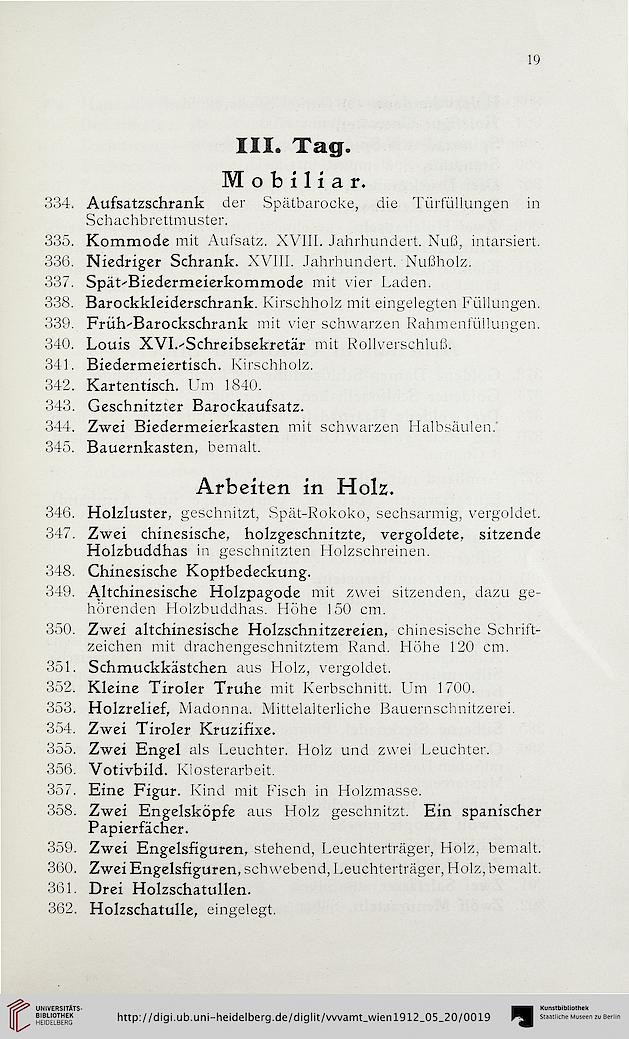 19
III. Tag.
Mobiliar.
334. Aufsatzschrank der Spätbarocke, die Türfüllungen in
Schachbrettmuster.
335. Kommode mit Aufsatz. XVIII. Jahrhundert. Nuß, intarsiert.
336. Niedriger Schrank. XVIII. Jahrhundert. Nußholz.
337. Spät-Biedermeierkommode mit vier Laden.
338. Barockkleiderschrank. Kirschholz mit eingelegten Füllungen.
339. Früh-Barockschrank mit vier schwarzen Rahmenfüllungen.
340. Louis XVI.-Schreibsekretär mit Rollverschluß.
341. Biedermeiertisch. Kirschholz.
342. Kartentisch. Um 1840.
343. Geschnitzter Barockaufsatz.
344. Zwei Biedermeierkasten mit schwarzen Halbsäulen.
345. Bauernkasten, bemalt.
Arbeiten in Holz.
346. Holzluster, geschnitzt, Spät-Rokoko, sechsarmig, vergoldet.
347. Zwei chinesische, holzgeschnitzte, vergoldete, sitzende
Holzbuddhas in geschnitzten Holzschreinen.
348. Chinesische Kopfbedeckung.
349. Altchinesische Holzpagode mit zwei sitzenden, dazu ge-
hörenden Holzbuddhas. Höhe 150 cm.
350. Zwei altchinesische Holzschnitzereien, chinesische Schrift-
zeichen mit drachengeschnitztem Rand. Höhe 120 cm.
351. Schmuckkästchen aus Holz, vergoldet.
352. Kleine Tiroler Truhe mit Kerbschnitt. Um 1700.
353. Holzrelief, Madonna. Mittelalterliche Bauernschnitzerei.
354. Zwei Tiroler Kruzifixe.
355. Zwei Engel als Leuchter. Holz und zwei Leuchter.
356. Votivbild. Klosterarbeit.
357. Eine Figur. Kind mit Fisch in Holzmasse.
358. Zwei Engelsköpfe aus Holz geschnitzt. Ein spanischer
Papierfächer.
359. Zwei Engelsfiguren, stehend, Leuchterträger, Holz, bemalt.
360. Zwei Engelsfiguren, schwebend, Leuchterträger, Holz, bemalt.
361. Drei Holzschatullen.
362. Holzschatulle, eingelegt.
UNIVERSITÄTS-
BIBLIOTHEK
HEIDELBERG
http://digi.ub.uni-heidelberg.de/diglit/vvvamt_wien1912_05_20/0019
Kunstbibliothek
Staatliche Museen zu Berlin